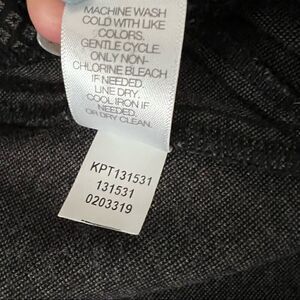 MACHINE WASH
COLD WITH LIKE
COLORS.
GENTLE CYCLE.
ONLY NON-
CHLORINE BLEACH
IF NEEDED.
LINE DRY.
COOL IRON IF
NEEDED.
OR DRY CLEAN.
KPT131531
131531
0203319